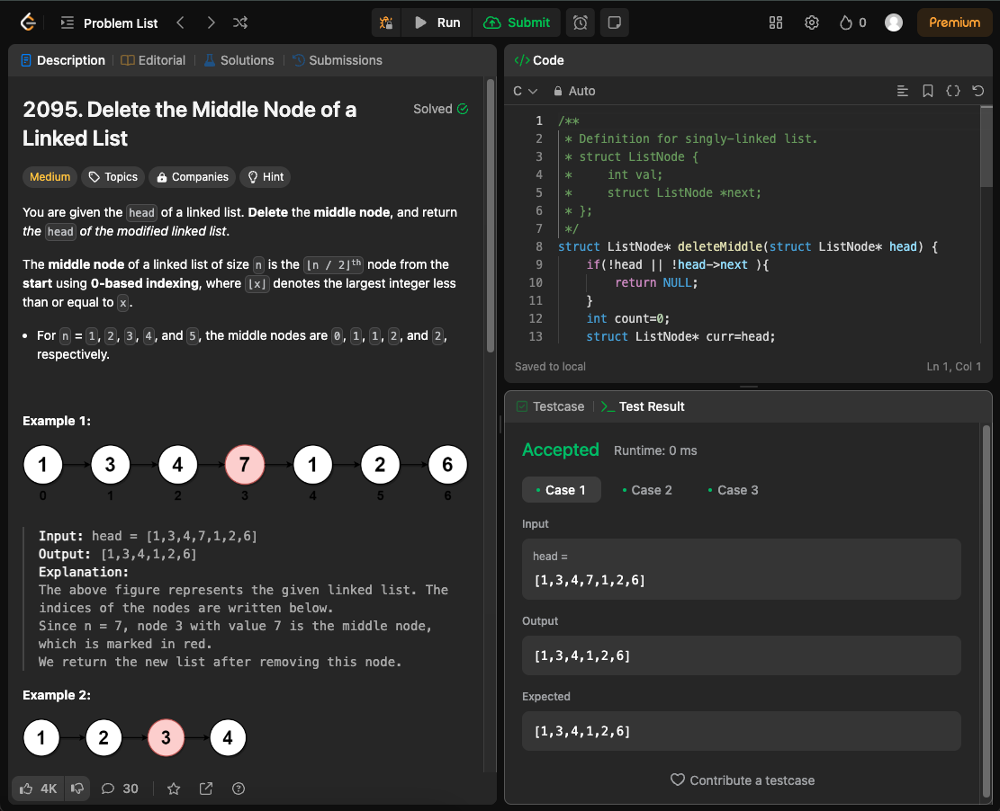 Problem List
Run
Submit
0
Premium
Description
Editorial
Solutions
Submissions
2095. Delete the Middle Node of a
Linked List
Solved
Medium
Topics
Companies
Hint
You are given the head of a linked list. Delete the middle node, and return
the head of the modified linked list.
The middle node of a linked list of size n is the ⌊n / 2⌋th node from the
start using 0-based indexing, where ⌊x⌋ denotes the largest integer less
than or equal to x.
• For n = 1, 2, 3, 4, and 5, the middle nodes are 0, 1, 1, 2, and 2,
respectively.
Example 1:
1 3 4 7 1 2 6
0 1 2 3 4 5 6
Input: head = [1,3,4,7,1,2,6]
Output: [1,3,4,1,2,6]
Explanation:
The above figure represents the given linked list. The
indices of the nodes are written below.
Since n = 7, node 3 with value 7 is the middle node,
which is marked in red.
We return the new list after removing this node.
Example 2:
1 2 3 4
4K
30
</> Code
C
Auto
1 /**
2 * Definition for singly-linked list.
3 * struct ListNode {
4 *     int val;
5 *     struct ListNode *next;
6 * };
7 */
8 struct ListNode* deleteMiddle(struct ListNode* head) {
9     if(!head || !head->next ){
10         return NULL;
11     }
12     int count=0;
13     struct ListNode* curr=head;
Saved to local
Ln 1, Col 1
Testcase
>_ Test Result
Accepted
Runtime: 0 ms
• Case 1
• Case 2
• Case 3
Input
head =
[1,3,4,7,1,2,6]
Output
[1,3,4,1,2,6]
Expected
[1,3,4,1,2,6]
Contribute a testcase